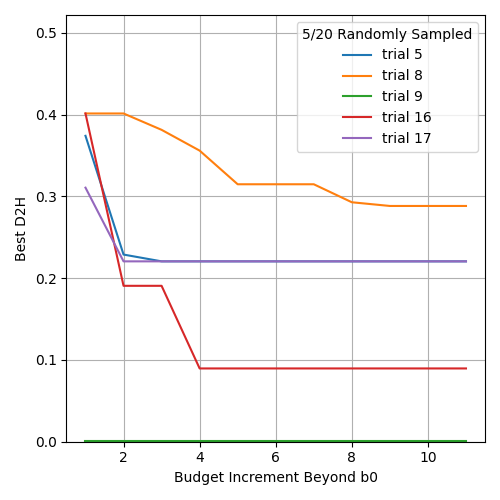 5/20 Randomly Sampled
trial 5
trial 8
trial 9
trial 16
trial 17
Best D2H
0.5
0.4
0.3
0.2
0.1
0.0
2 4 6 8 10
Budget Increment Beyond b0